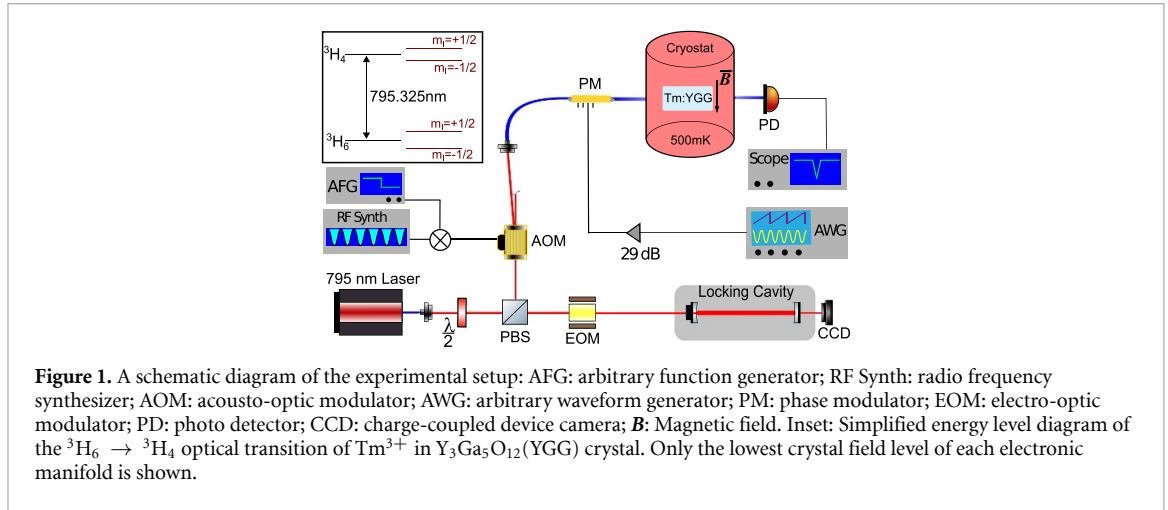 ³H₄
mI=+1/2
mI=-1/2
795.325nm
³H₆
mI=+1/2
mI=-1/2
PM
Cryostat
B
Tm:YGG
500mK
PD
Scope
AFG
RF Synth
AOM
29 dB
AWG
795 nm Laser
λ
2
PBS
EOM
Locking Cavity
CCD
Figure 1. A schematic diagram of the experimental setup: AFG: arbitrary function generator; RF Synth: radio frequency
synthesizer; AOM: acousto-optic modulator; AWG: arbitrary waveform generator; PM: phase modulator; EOM: electro-optic
modulator; PD: photo detector; CCD: charge-coupled device camera; B: Magnetic field. Inset: Simplified energy level diagram of
the ³H₆ → ³H₄ optical transition of Tm³⁺ in Y₃Ga₅O₁₂(YGG) crystal. Only the lowest crystal field level of each electronic
manifold is shown.